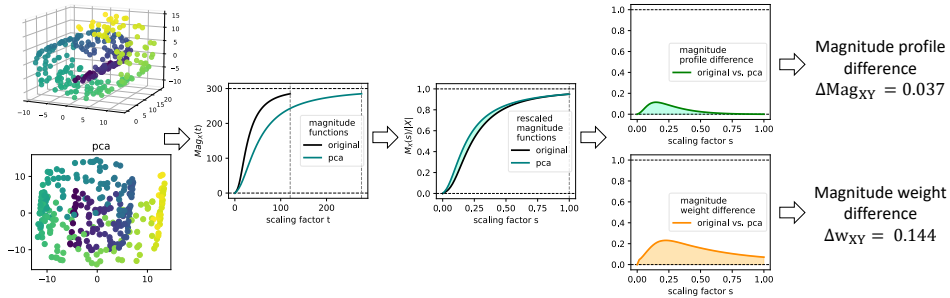 15
10
5
0
−5
−10
−10
−5
0
5
10
5
10
15
20
pca
10
0
−10
−10
0
10
300
200
100
0
Mag_X(t)
magnitude
functions
original
pca
0
100
200
scaling factor t
1.0
0.8
0.6
0.4
0.2
0.0
M_X(s)/|X|
rescaled
magnitude
functions
original
pca
0.00
0.25
0.50
0.75
1.00
scaling factor s
1.0
0.8
0.6
0.4
0.2
0.0
magnitude
profile difference
original vs. pca
0.00
0.25
0.50
0.75
1.00
scaling factor s
Magnitude profile
difference
ΔMag_XY = 0.037
1.0
0.8
0.6
0.4
0.2
0.0
magnitude
weight difference
original vs. pca
0.00
0.25
0.50
0.75
1.00
scaling factor s
Magnitude weight
difference
Δw_XY = 0.144